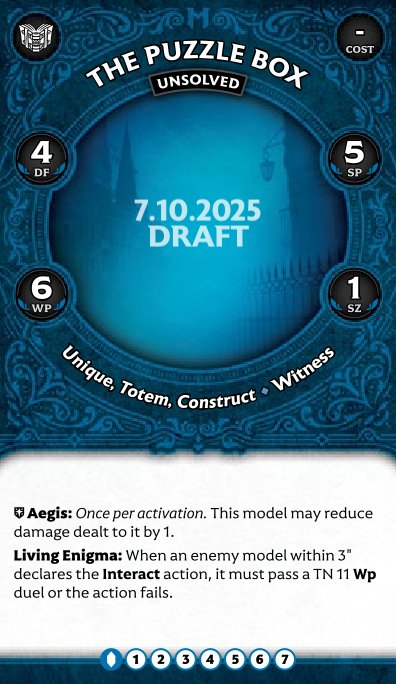 -
COST
THE PUZZLE BOX
UNSOLVED
4
DF
5
SP
7.10.2025
DRAFT
6
WP
1
SZ
Unique, Totem, Construct ◆ Witness
Aegis: Once per activation. This model may reduce
damage dealt to it by 1.
Living Enigma: When an enemy model within 3"
declares the Interact action, it must pass a TN 11 Wp
duel or the action fails.
1 2 3 4 5 6 7